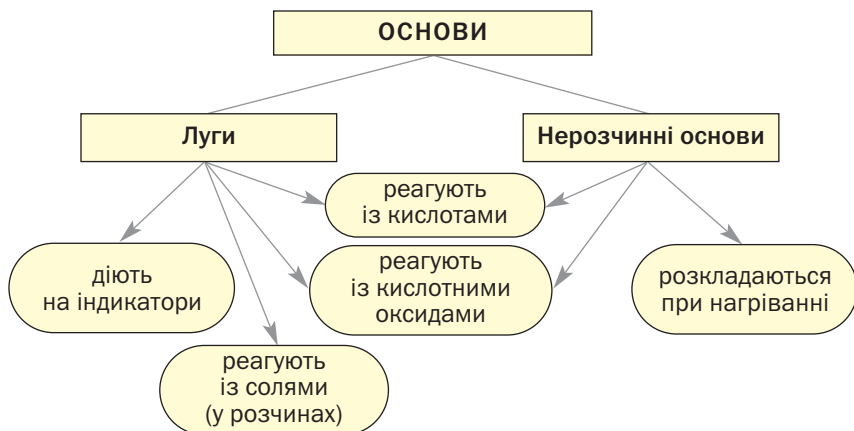 ОСНОВИ
Луги
Нерозчинні основи
реагують
із кислотами
діють
на індикатори
реагують
із кислотними
оксидами
розкладаються
при нагріванні
реагують
із солями
(у розчинах)